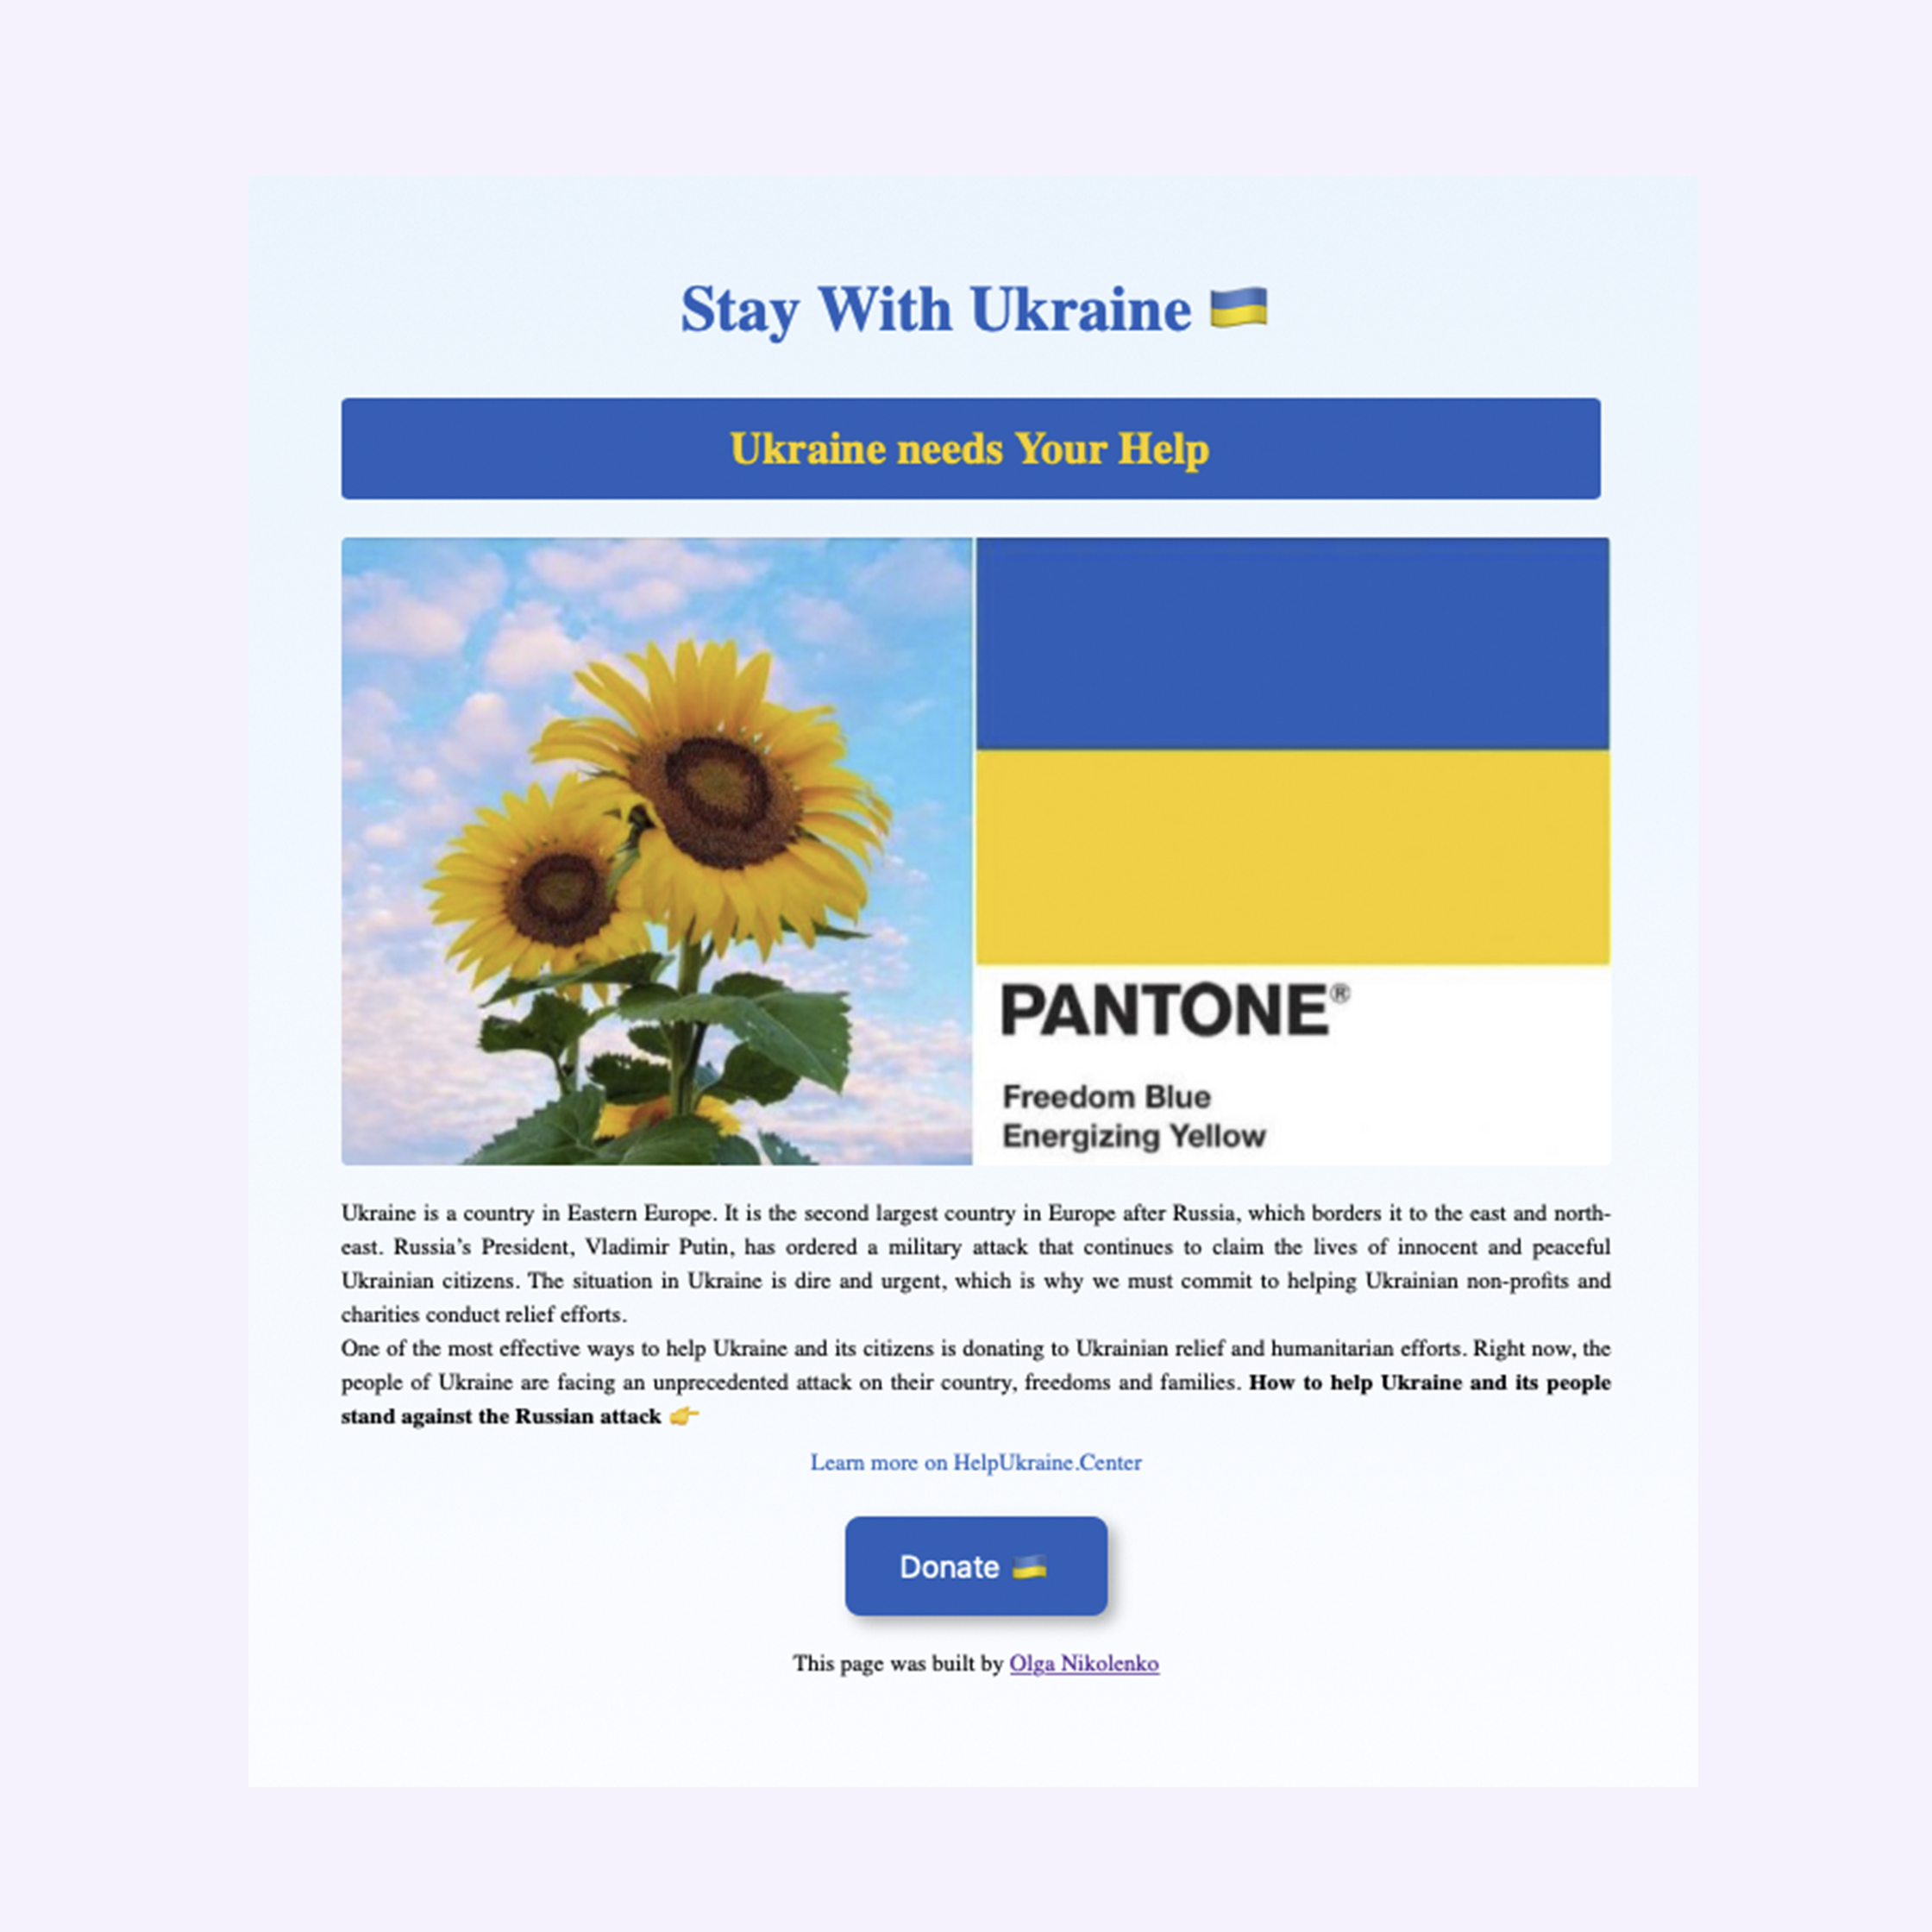 Stay With Ukraine 🇺🇦
Ukraine needs Your Help
PANTONE®
Freedom Blue
Energizing Yellow
Ukraine is a country in Eastern Europe. It is the second largest country in Europe after Russia, which borders it to the east and north-
east. Russia’s President, Vladimir Putin, has ordered a military attack that continues to claim the lives of innocent and peaceful
Ukrainian citizens. The situation in Ukraine is dire and urgent, which is why we must commit to helping Ukrainian non-profits and
charities conduct relief efforts.
One of the most effective ways to help Ukraine and its citizens is donating to Ukrainian relief and humanitarian efforts. Right now, the
people of Ukraine are facing an unprecedented attack on their country, freedoms and families. How to help Ukraine and its people
stand against the Russian attack 👉
Learn more on HelpUkraine.Center
Donate 🇺🇦
This page was built by Olga Nikolenko